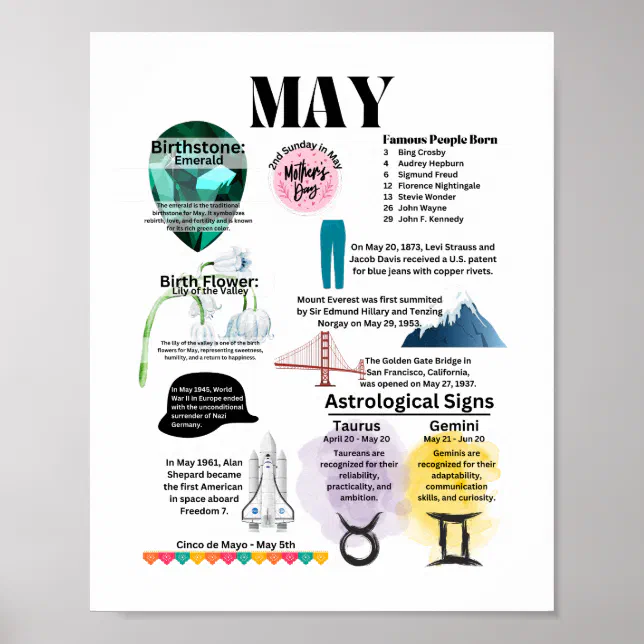 MAY
Birthstone:
Emerald
The emerald is the traditional
birthstone for May. It symbolizes
rebirth, love, and fertility and is known
for its rich green color.
2nd Sunday in May
Mother's
Day
Famous People Born
3 Bing Crosby
4 Audrey Hepburn
6 Sigmund Freud
12 Florence Nightingale
13 Stevie Wonder
26 John Wayne
29 John F. Kennedy
On May 20, 1873, Levi Strauss and
Jacob Davis received a U.S. patent
for blue jeans with copper rivets.
Birth Flower:
Lily of the Valley
The lily of the valley is one of the birth
flowers for May, representing sweetness,
humility, and a return to happiness.
Mount Everest was first summited
by Sir Edmund Hillary and Tenzing
Norgay on May 29, 1953.
The Golden Gate Bridge in
San Francisco, California,
was opened on May 27, 1937.
In May 1945, World
War II in Europe ended
with the unconditional
surrender of Nazi
Germany.
Astrological Signs
Taurus
April 20 - May 20
Taureans are
recognized for their
reliability,
practicality, and
ambition.
Gemini
May 21 - Jun 20
Geminis are
recognized for their
adaptability,
communication
skills, and curiosity.
In May 1961, Alan
Shepard became
the first American
in space aboard
Freedom 7.
Cinco de Mayo - May 5th